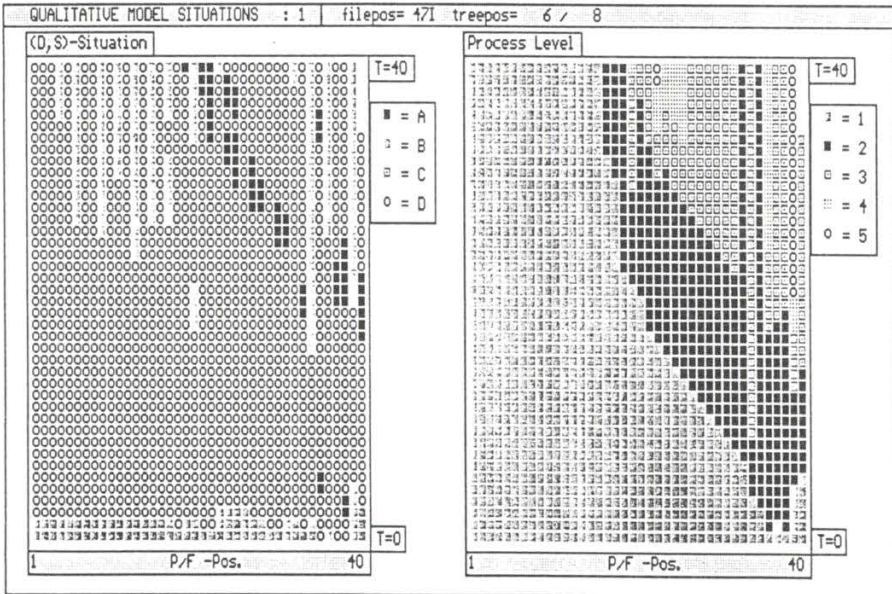 QUALITATIVE MODEL SITUATIONS : 1 filepos= 47I treepos= 6 / 8
(D,S)-Situation
T=40
= A
= B
= C
O = D
T=0
1 P/F -Pos. 40
Process Level
T=40
= 1
= 2
= 3
= 4
O = 5
T=0
1 P/F -Pos. 40